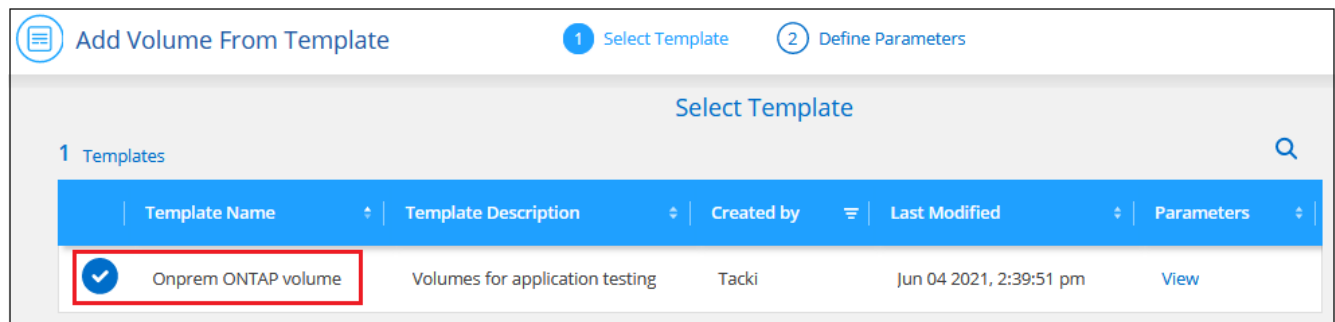 Add Volume From Template 1 Select Template 2 Define Parameters
Select Template
1 Templates
Template Name Template Description Created by Last Modified Parameters
Onprem ONTAP volume Volumes for application testing Tacki Jun 04 2021, 2:39:51 pm View